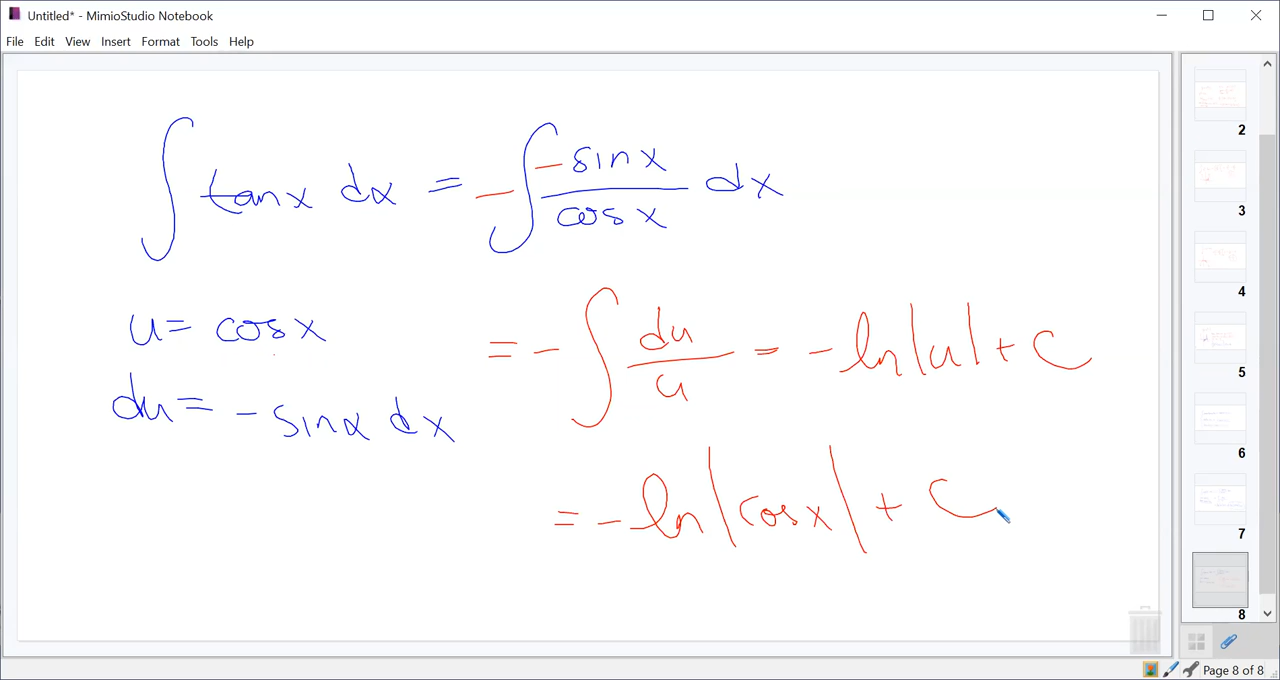 Untitled* - MimioStudio Notebook
File Edit View Insert Format Tools Help
∫ tan x dx = -∫ -sin x / cos x dx
u = cos x
du = -sin x dx
= -∫ du / u = -ln|u| + C
= -ln|cos x| + C
2
3
4
5
6
7
8
Page 8 of 8